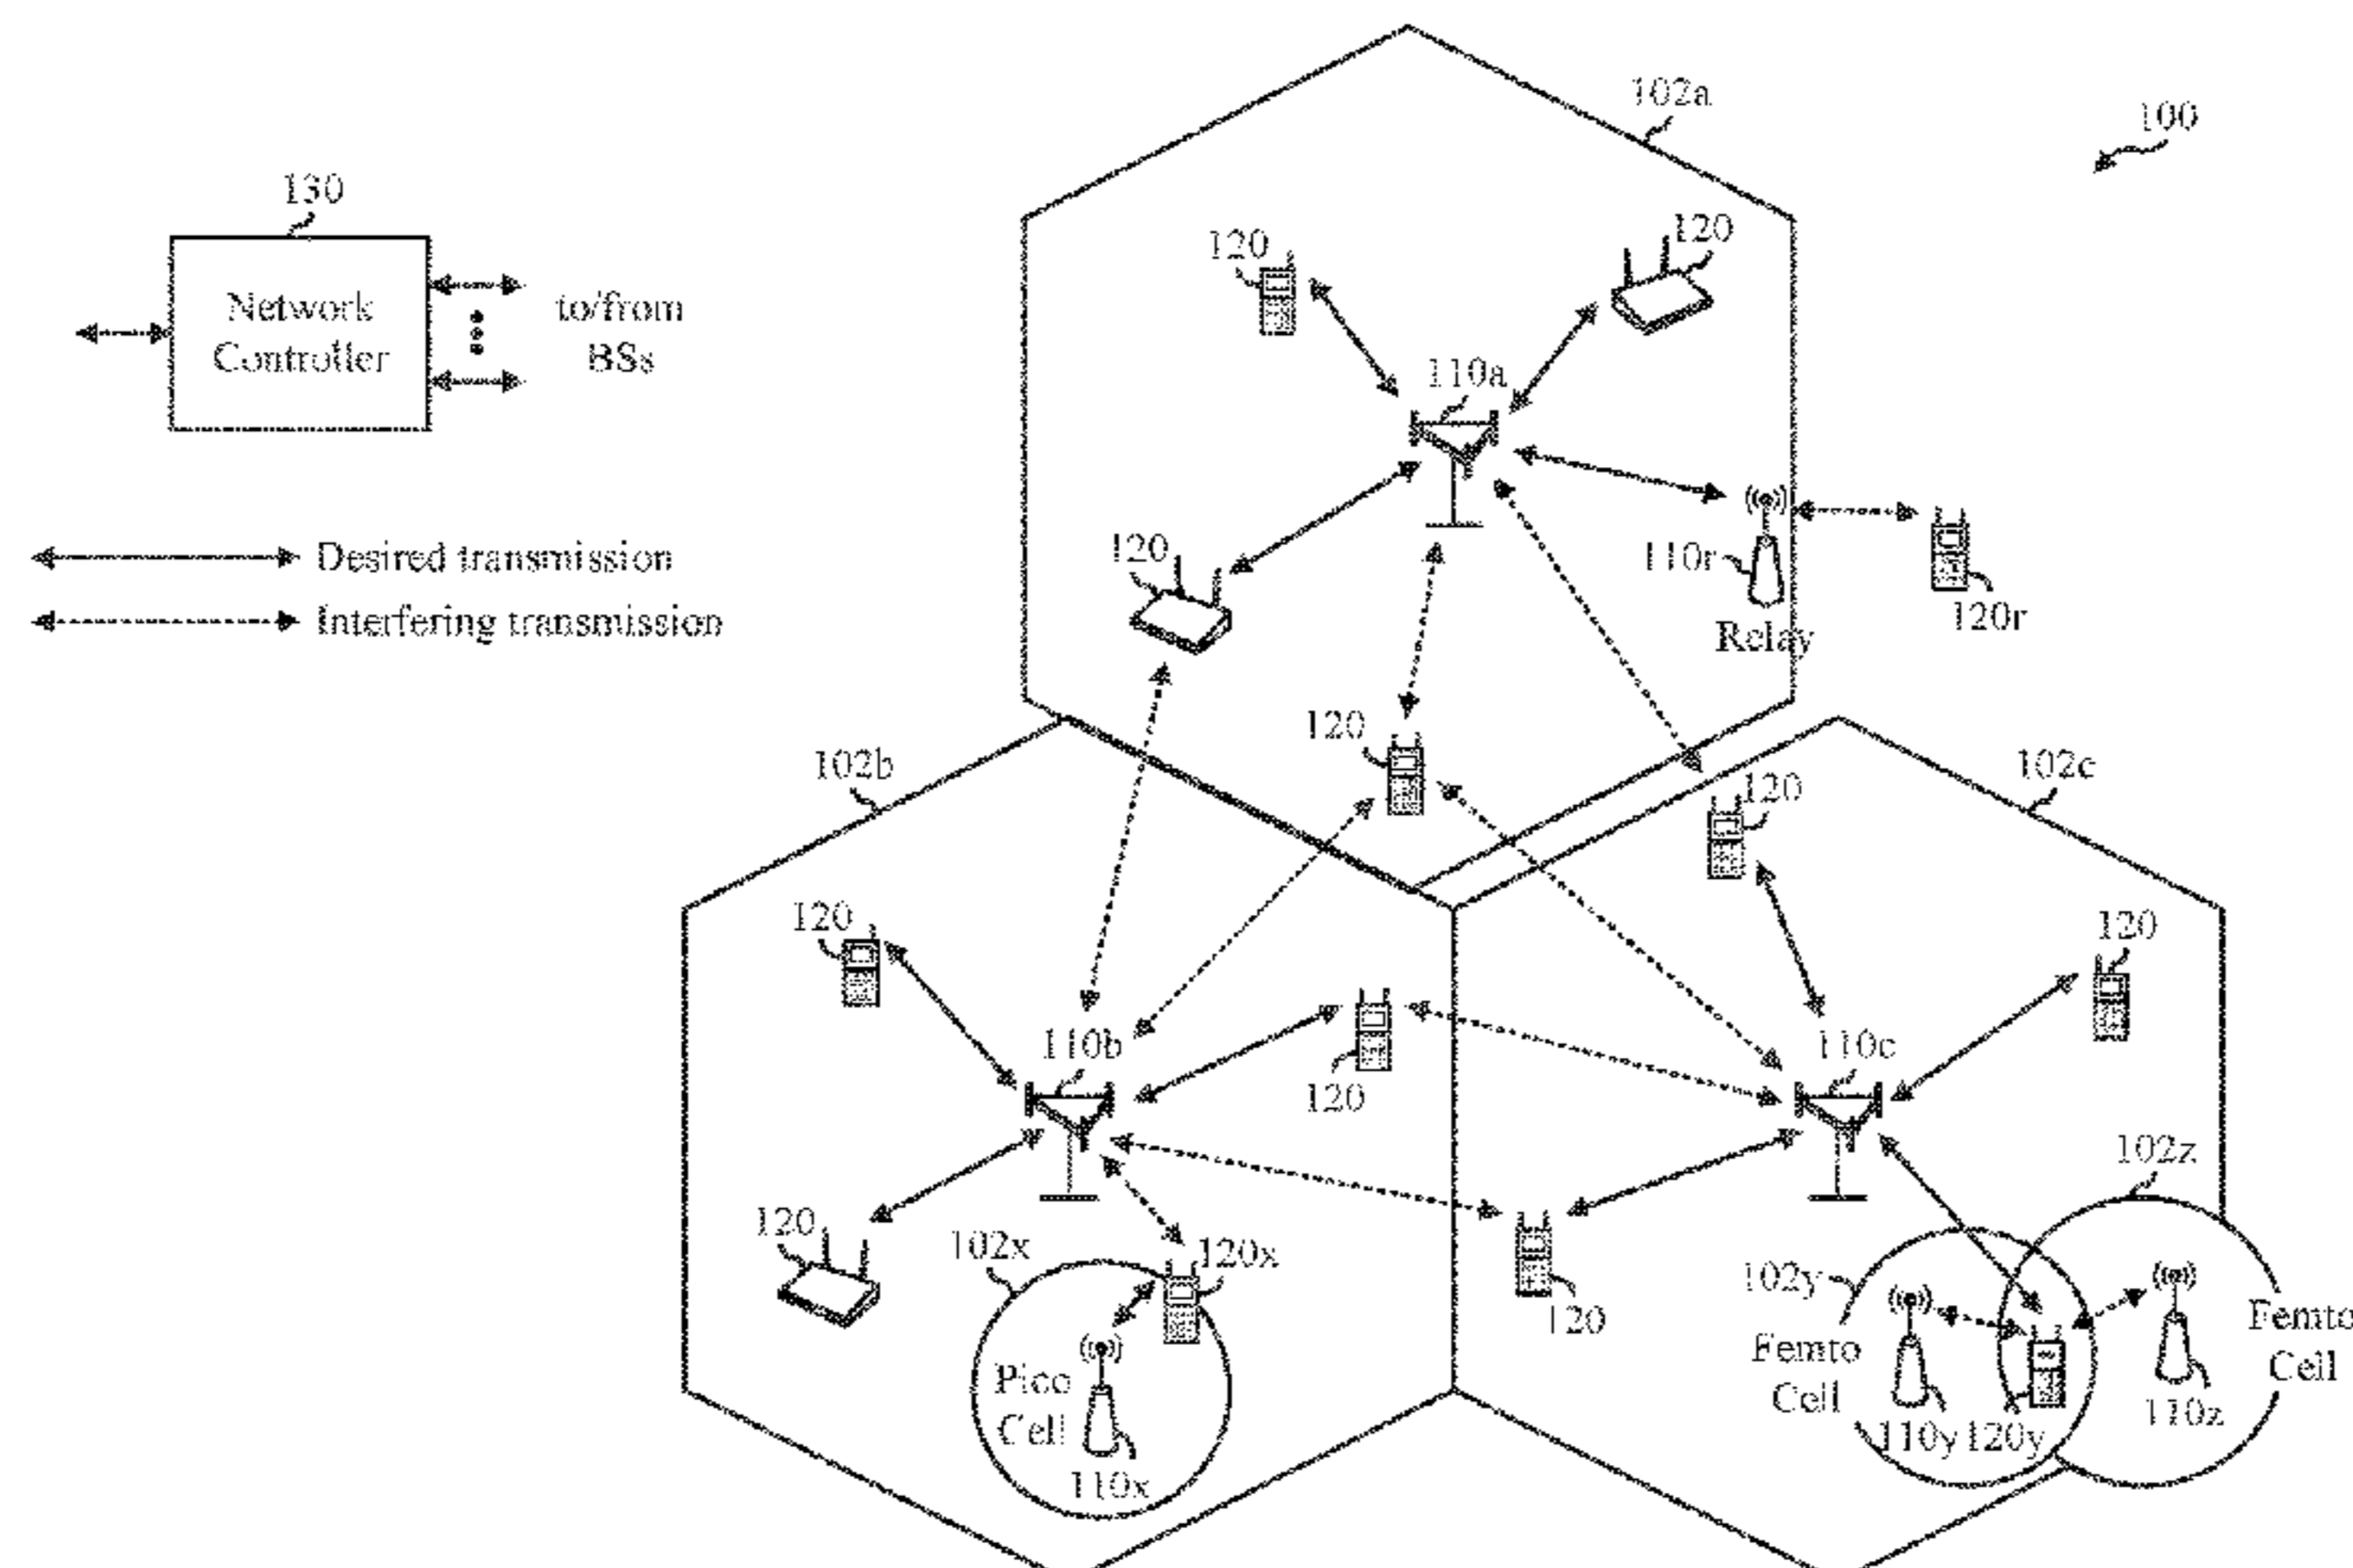 102a
100
130
120
120
Network
Controller
to/from
BSs
110a
Desired transmission
Interfering transmission
120
110r
120r
Relay
120
102b
102c
120
120
120
110b
110c
120
102z
120
102x
120x
102y
120
Femto
Cell
Femto
Cell
Pico
Cell
110y
120y
110z
110x